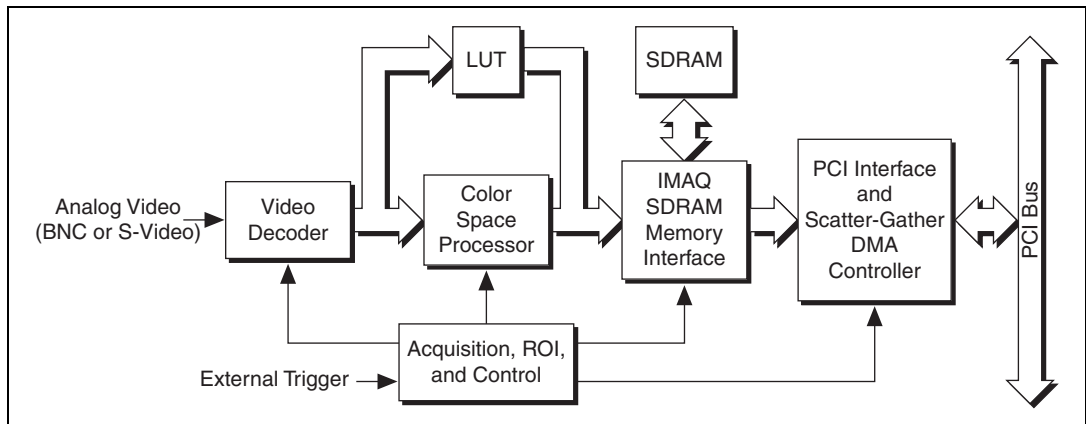 LUT
SDRAM
Analog Video
(BNC or S-Video)
Video
Decoder
Color
Space
Processor
IMAQ
SDRAM
Memory
Interface
PCI Interface
and
Scatter-Gather
DMA
Controller
PCI Bus
Acquisition, ROI,
and Control
External Trigger